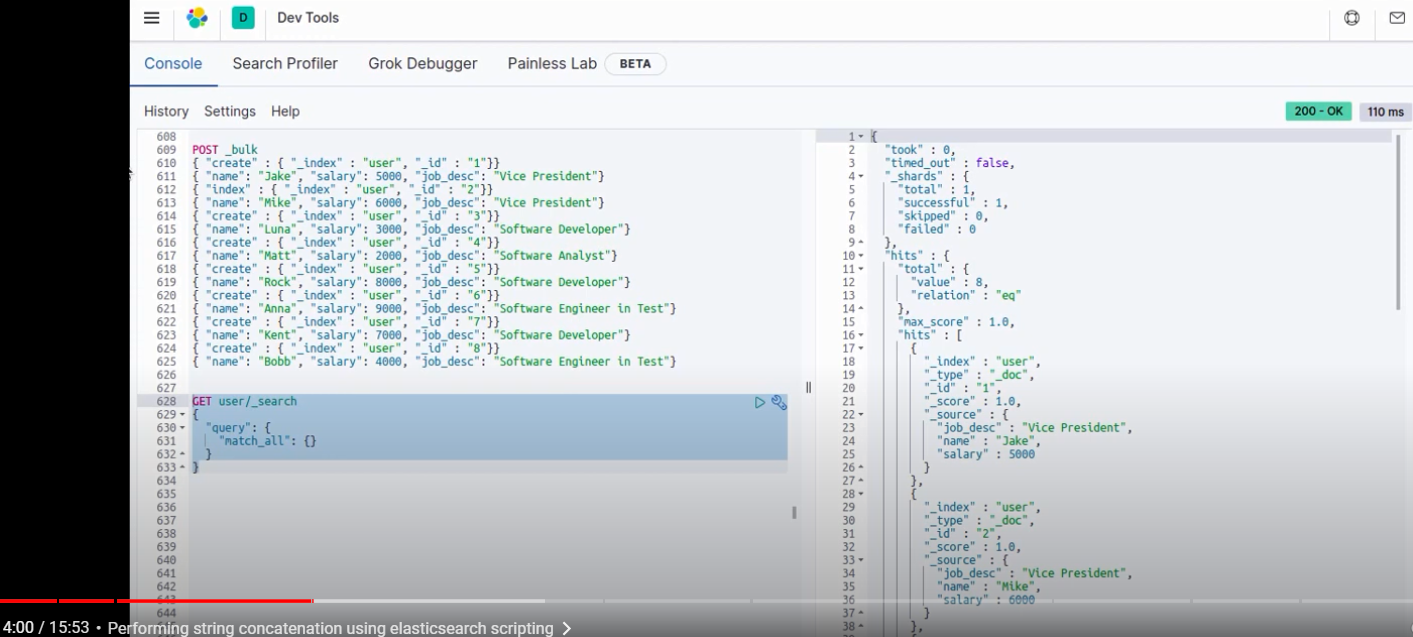 D Dev Tools
Console Search Profiler Grok Debugger Painless Lab BETA
History Settings Help 200 - OK 110 ms
608
609 POST _bulk
610 { "create" : { "_index" : "user", "_id" : "1"}}
611 { "name": "Jake", "salary": 5000, "job_desc": "Vice President"}
612 { "index" : { "_index" : "user", "_id" : "2"}}
613 { "name": "Mike", "salary": 6000, "job_desc": "Vice President"}
614 { "create" : { "_index" : "user", "_id" : "3"}}
615 { "name": "Luna", "salary": 3000, "job_desc": "Software Developer"}
616 { "create" : { "_index" : "user", "_id" : "4"}}
617 { "name": "Matt", "salary": 2000, "job_desc": "Software Analyst"}
618 { "create" : { "_index" : "user", "_id" : "5"}}
619 { "name": "Rock", "salary": 8000, "job_desc": "Software Developer"}
620 { "create" : { "_index" : "user", "_id" : "6"}}
621 { "name": "Anna", "salary": 9000, "job_desc": "Software Engineer in Test"}
622 { "create" : { "_index" : "user", "_id" : "7"}}
623 { "name": "Kent", "salary": 7000, "job_desc": "Software Developer"}
624 { "create" : { "_index" : "user", "_id" : "8"}}
625 { "name": "Bobb", "salary": 4000, "job_desc": "Software Engineer in Test"}
626
627
628 GET user/_search
629 {
630 "query": {
631 "match_all": {}
632 }
633 }
634
635
636
637
638
639
640
641
642
644
1 {
2 "took" : 0,
3 "timed_out" : false,
4 "_shards" : {
5 "total" : 1,
6 "successful" : 1,
7 "skipped" : 0,
8 "failed" : 0
9 },
10 "hits" : {
11 "total" : {
12 "value" : 8,
13 "relation" : "eq"
14 },
15 "max_score" : 1.0,
16 "hits" : [
17 {
18 "_index" : "user",
19 "_type" : "_doc",
20 "_id" : "1",
21 "_score" : 1.0,
22 "_source" : {
23 "job_desc" : "Vice President",
24 "name" : "Jake",
25 "salary" : 5000
26 }
27 },
28 {
29 "_index" : "user",
30 "_type" : "_doc",
31 "_id" : "2",
32 "_score" : 1.0,
33 "_source" : {
34 "job_desc" : "Vice President",
35 "name" : "Mike",
36 "salary" : 6000
37 }
38 },
4:00 / 15:53 • Performing string concatenation using elasticsearch scripting